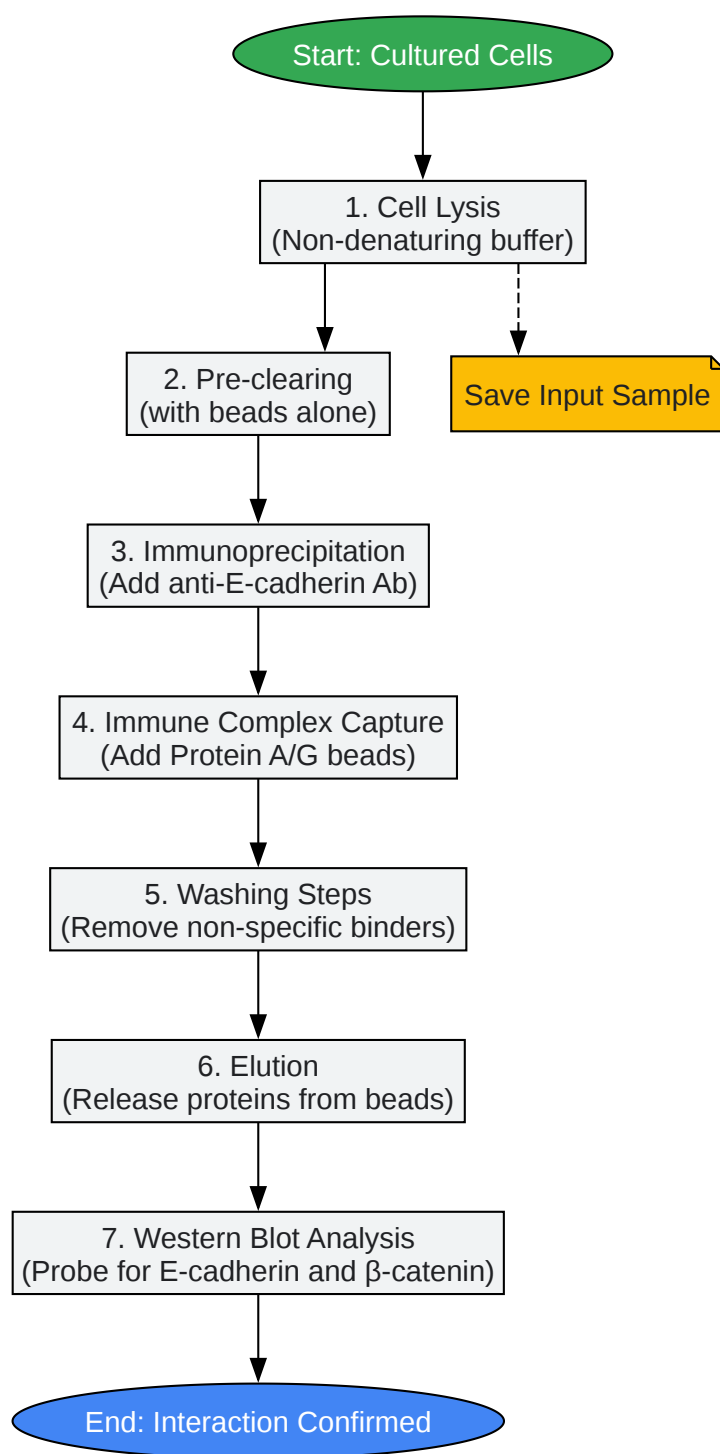 Start: Cultured Cells
1. Cell Lysis
(Non-denaturing buffer)
2. Pre-clearing
(with beads alone)
Save Input Sample
3. Immunoprecipitation
(Add anti-E-cadherin Ab)
4. Immune Complex Capture
(Add Protein A/G beads)
5. Washing Steps
(Remove non-specific binders)
6. Elution
(Release proteins from beads)
7. Western Blot Analysis
(Probe for E-cadherin and β-catenin)
End: Interaction Confirmed